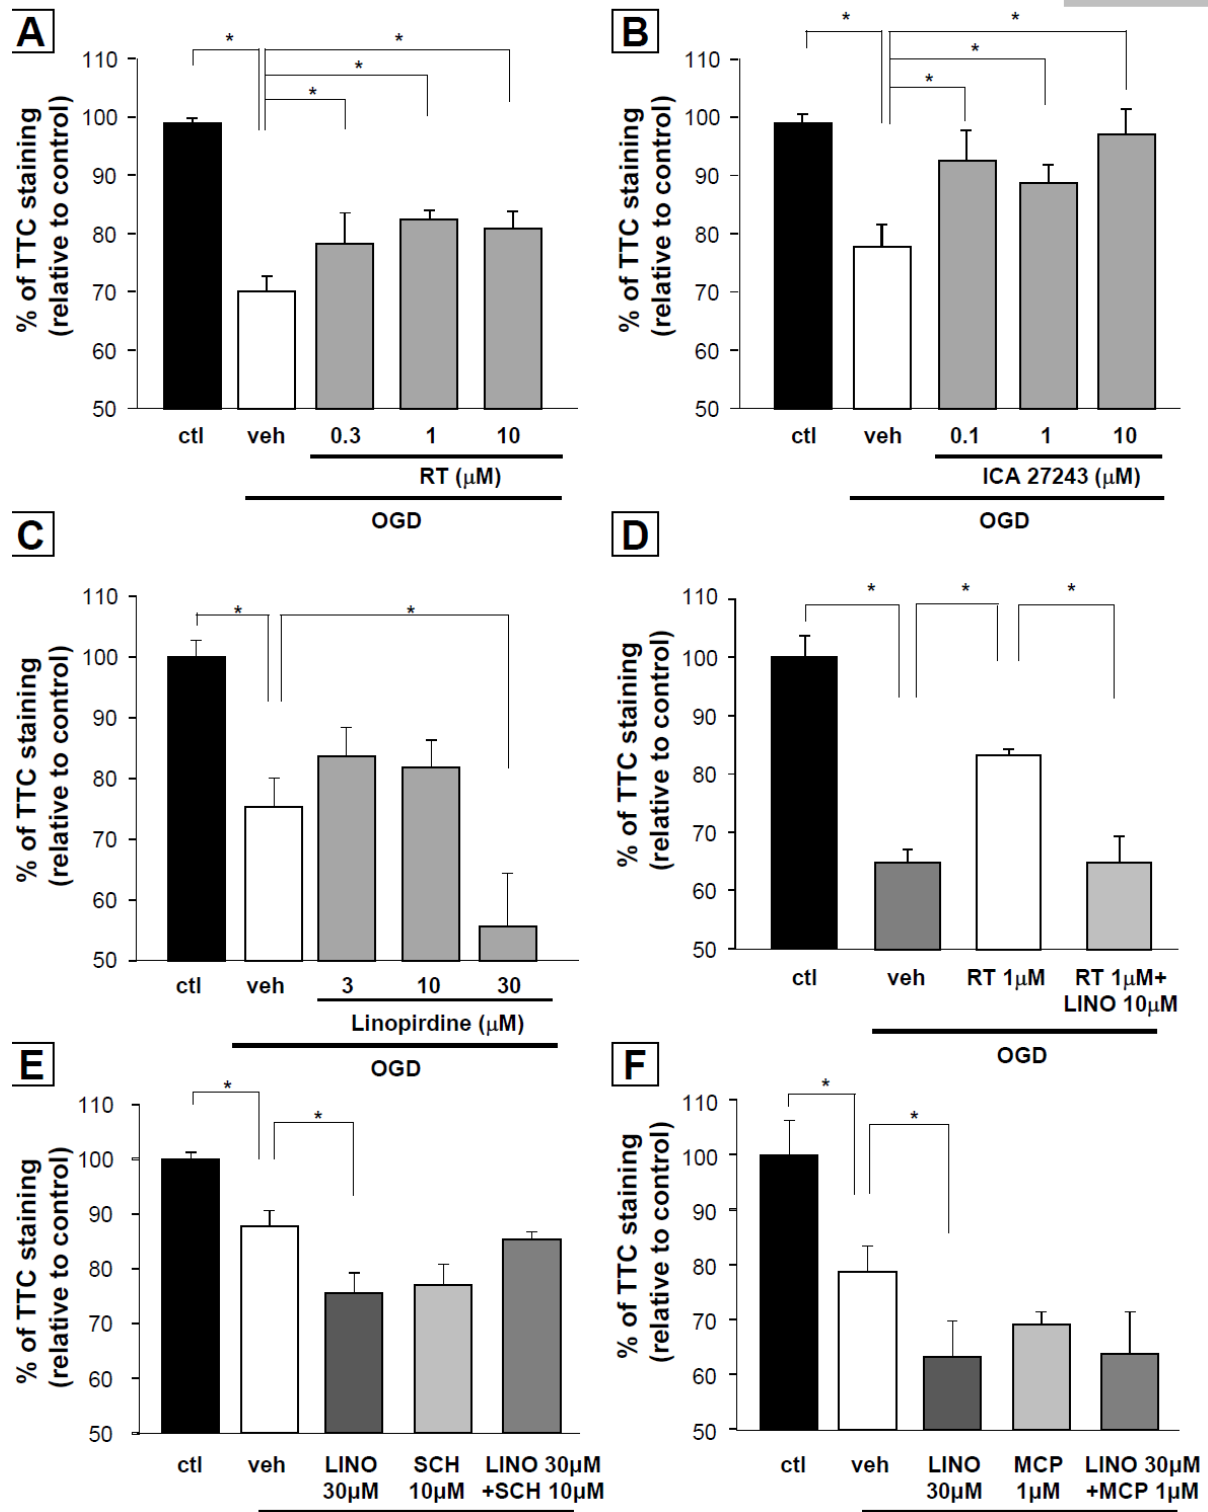 A
B
*
*
*
*
*
*
*
*
% of TTC staining
(relative to control)
110
100
90
80
70
60
50
ctl
veh
0.3
1
10
RT (μM)
OGD
% of TTC staining
(relative to control)
110
100
90
80
70
60
50
ctl
veh
0.1
1
10
ICA 27243 (μM)
OGD
C
D
*
*
% of TTC staining
(relative to control)
110
100
90
80
70
60
50
ctl
veh
3
10
30
Linopirdine (μM)
OGD
*
*
*
% of TTC staining
(relative to control)
110
100
90
80
70
60
50
ctl
veh
RT 1μM
RT 1μM+
LINO 10μM
OGD
E
F
*
*
% of TTC staining
(relative to control)
110
100
90
80
70
60
50
ctl
veh
LINO
30μM
SCH
10μM
LINO 30μM
+SCH 10μM
*
*
% of TTC staining
(relative to control)
110
100
90
80
70
60
50
ctl
veh
LINO
30μM
MCP
1μM
LINO 30μM
+MCP 1μM